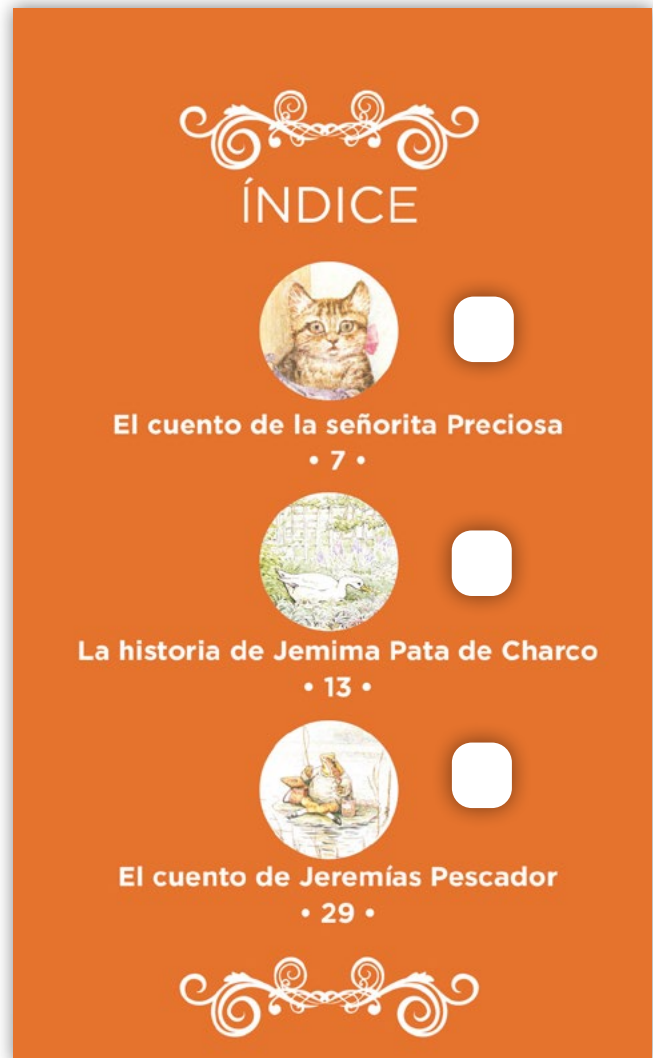 ÍNDICE
El cuento de la señorita Preciosa
• 7 •
La historia de Jemima Pata de Charco
• 13 •
El cuento de Jeremías Pescador
• 29 •